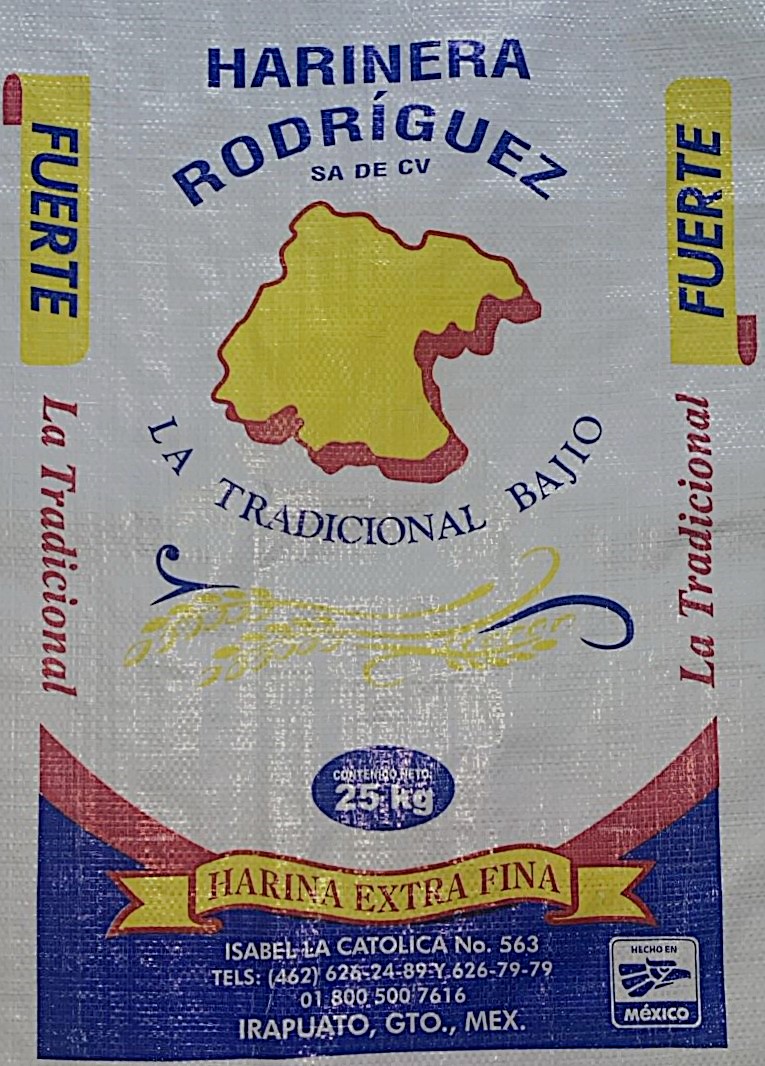 HARINERA
RODRÍGUEZ
SA DE CV
FUERTE
FUERTE
La Tradicional
La Tradicional
LA TRADICIONAL BAJIO
CONTENIDO NETO:
25 kg
HARINA EXTRA FINA
ISABEL LA CATOLICA No. 563
TELS: (462) 626-24-89 Y 626-79-79
01 800 500 7616
IRAPUATO, GTO., MEX.
HECHO EN
MÉXICO